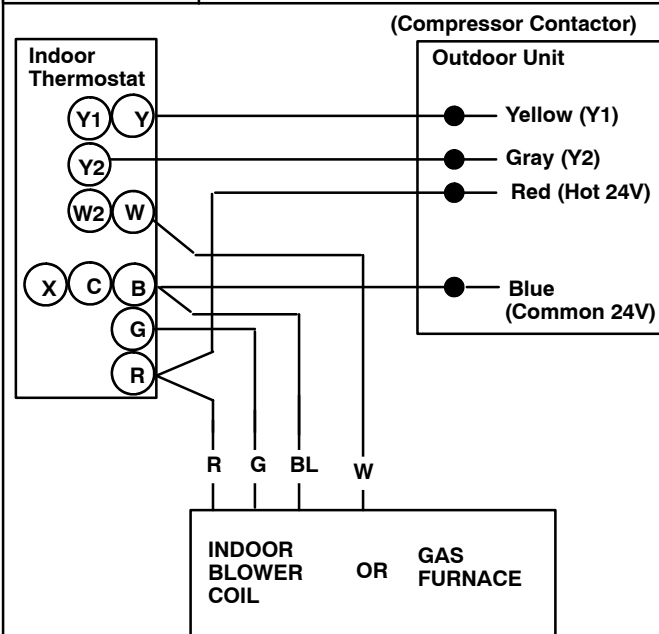 (Compressor Contactor)
Indoor
Thermostat
Outdoor Unit
Y1 Y
Yellow (Y1)
Y2
Gray (Y2)
Red (Hot 24V)
W2 W
X C B
Blue
(Common 24V)
G
R
R G BL W
INDOOR
BLOWER
COIL
OR
GAS
FURNACE